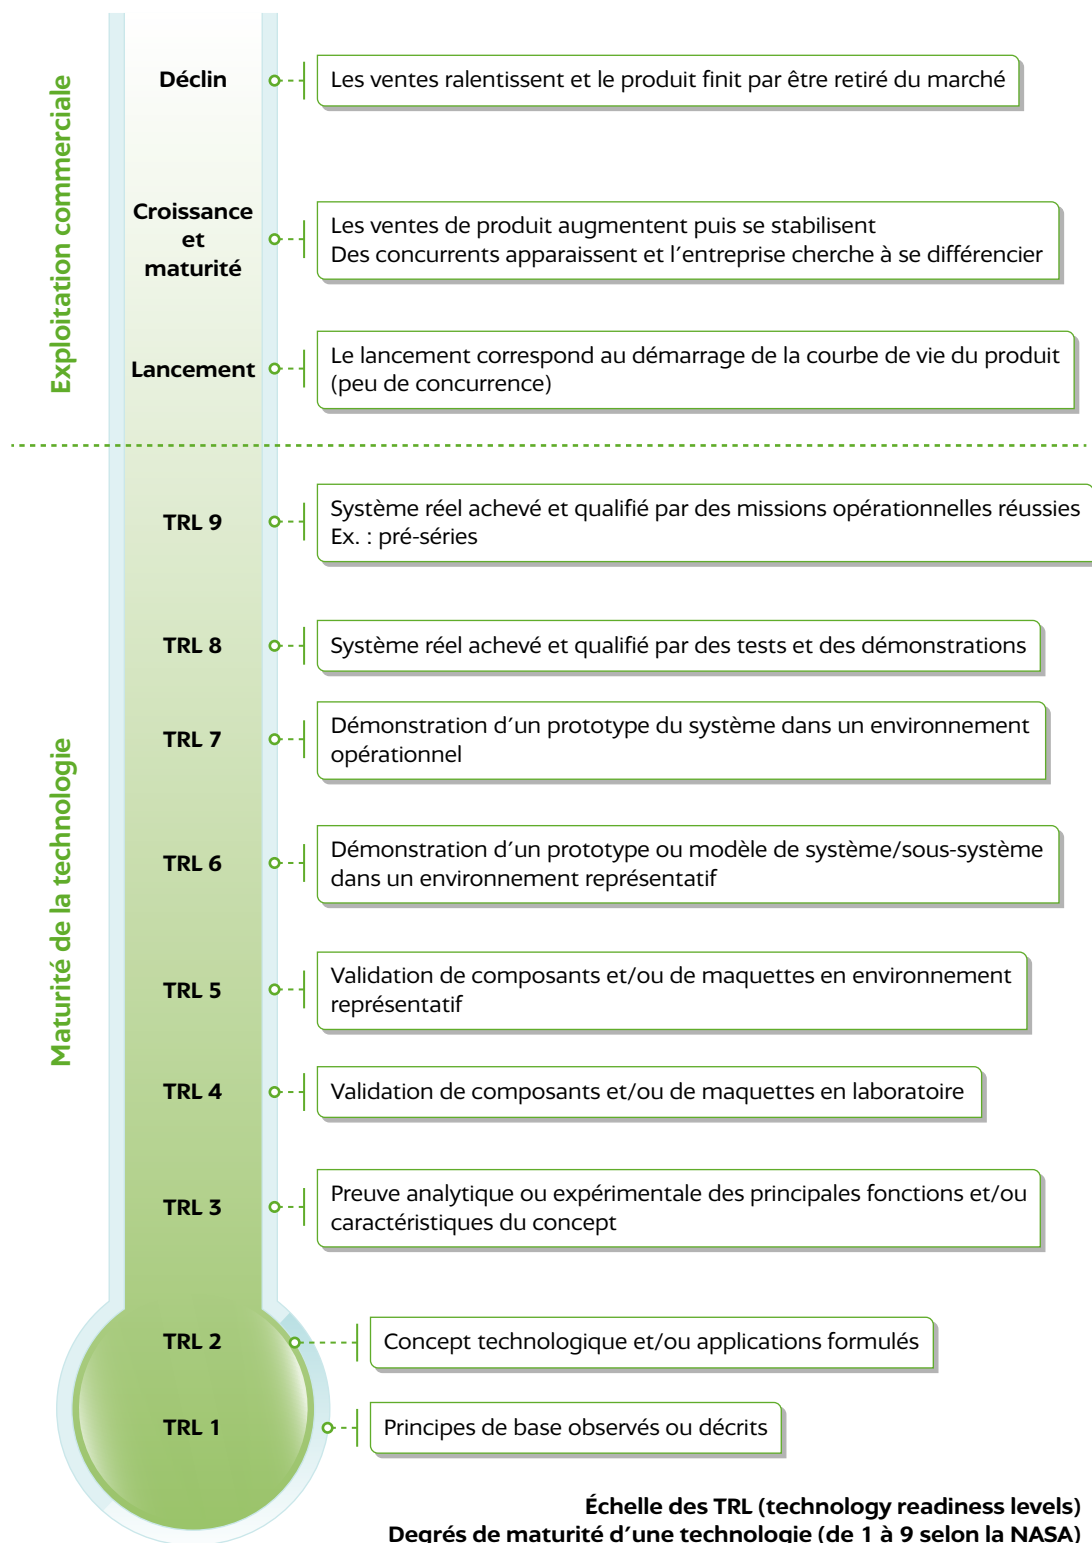 Exploitation commerciale
Déclin
Les ventes ralentissent et le produit finit par être retiré du marché
Croissance
et
maturité
Les ventes de produit augmentent puis se stabilisent
Des concurrents apparaissent et l'entreprise cherche à se différencier
Lancement
Le lancement correspond au démarrage de la courbe de vie du produit
(peu de concurrence)
Maturité de la technologie
TRL 9
Système réel achevé et qualifié par des missions opérationnelles réussies
Ex. : pré-séries
TRL 8
Système réel achevé et qualifié par des tests et des démonstrations
TRL 7
Démonstration d'un prototype du système dans un environnement
opérationnel
TRL 6
Démonstration d'un prototype ou modèle de système/sous-système
dans un environnement représentatif
TRL 5
Validation de composants et/ou de maquettes en environnement
représentatif
TRL 4
Validation de composants et/ou de maquettes en laboratoire
TRL 3
Preuve analytique ou expérimentale des principales fonctions et/ou
caractéristiques du concept
TRL 2
Concept technologique et/ou applications formulés
TRL 1
Principes de base observés ou décrits
Échelle des TRL (technology readiness levels)
Degrés de maturité d'une technologie (de 1 à 9 selon la NASA)